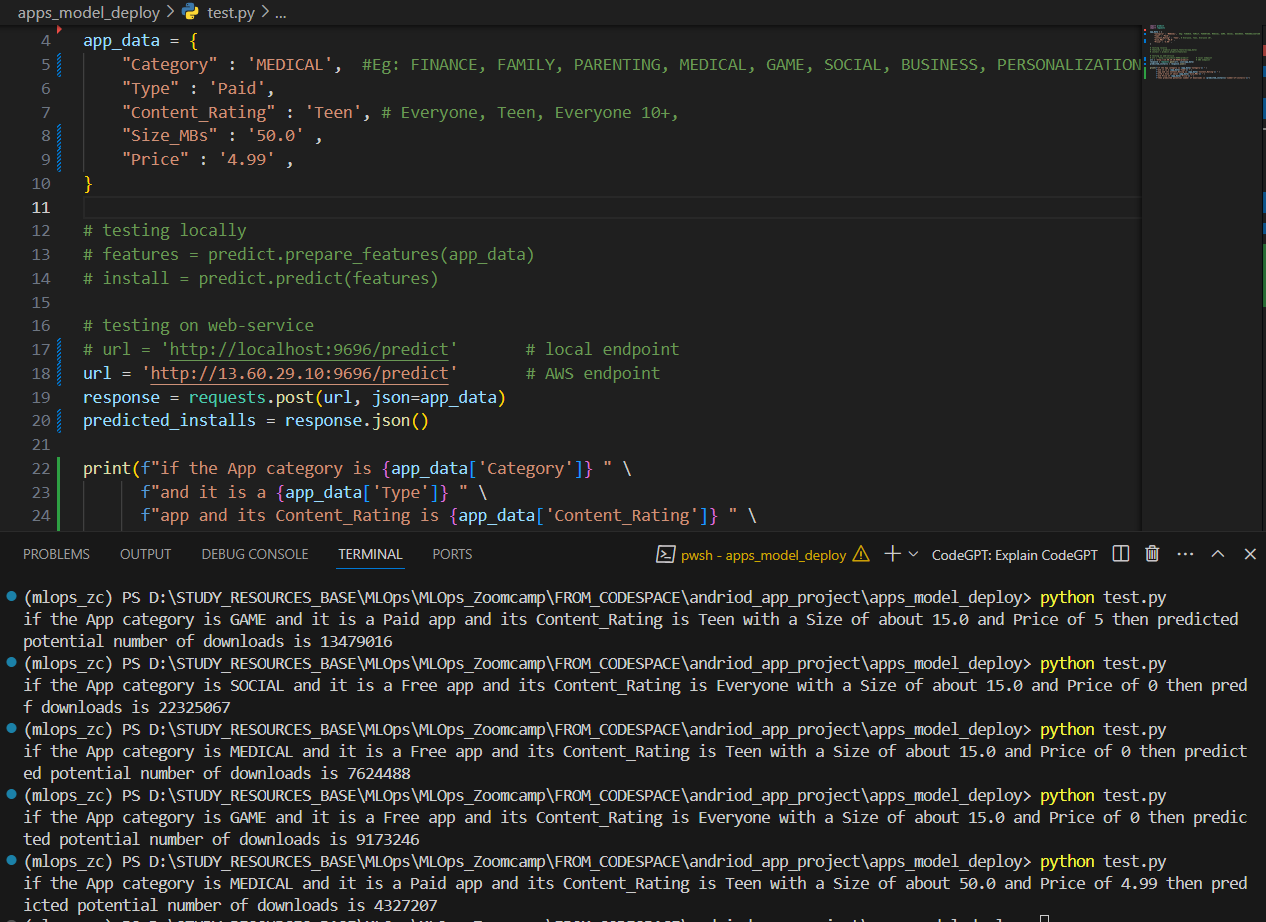 apps_model_deploy > test.py > ...
4 app_data = {
5 "Category" : 'MEDICAL', #Eg: FINANCE, FAMILY, PARENTING, MEDICAL, GAME, SOCIAL, BUSINESS, PERSONALIZATION
6 "Type" : 'Paid',
7 "Content_Rating" : 'Teen', # Everyone, Teen, Everyone 10+,
8 "Size_MBs" : '50.0' ,
9 "Price" : '4.99' ,
10 }
11
12 # testing locally
13 # features = predict.prepare_features(app_data)
14 # install = predict.predict(features)
15
16 # testing on web-service
17 # url = 'http://localhost:9696/predict' # local endpoint
18 url = 'http://13.60.29.10:9696/predict' # AWS endpoint
19 response = requests.post(url, json=app_data)
20 predicted_installs = response.json()
21
22 print(f"if the App category is {app_data['Category']} " \
23 f"and it is a {app_data['Type']} " \
24 f"app and its Content_Rating is {app_data['Content_Rating']} " \
PROBLEMS OUTPUT DEBUG CONSOLE TERMINAL PORTS pwsh - apps_model_deploy CodeGPT: Explain CodeGPT
(mlops_zc) PS D:\STUDY_RESOURCES_BASE\MLOps\MLOps_Zoomcamp\FROM_CODESPACE\andriod_app_project\apps_model_deploy> python test.py
if the App category is GAME and it is a Paid app and its Content_Rating is Teen with a Size of about 15.0 and Price of 5 then predicted
potential number of downloads is 13479016
(mlops_zc) PS D:\STUDY_RESOURCES_BASE\MLOps\MLOps_Zoomcamp\FROM_CODESPACE\andriod_app_project\apps_model_deploy> python test.py
if the App category is SOCIAL and it is a Free app and its Content_Rating is Everyone with a Size of about 15.0 and Price of 0 then pred
f downloads is 22325067
(mlops_zc) PS D:\STUDY_RESOURCES_BASE\MLOps\MLOps_Zoomcamp\FROM_CODESPACE\andriod_app_project\apps_model_deploy> python test.py
if the App category is MEDICAL and it is a Free app and its Content_Rating is Teen with a Size of about 15.0 and Price of 0 then predict
ed potential number of downloads is 7624488
(mlops_zc) PS D:\STUDY_RESOURCES_BASE\MLOps\MLOps_Zoomcamp\FROM_CODESPACE\andriod_app_project\apps_model_deploy> python test.py
if the App category is GAME and it is a Free app and its Content_Rating is Everyone with a Size of about 15.0 and Price of 0 then predic
ted potential number of downloads is 9173246
(mlops_zc) PS D:\STUDY_RESOURCES_BASE\MLOps\MLOps_Zoomcamp\FROM_CODESPACE\andriod_app_project\apps_model_deploy> python test.py
if the App category is MEDICAL and it is a Paid app and its Content_Rating is Teen with a Size of about 50.0 and Price of 4.99 then pred
icted potential number of downloads is 4327207